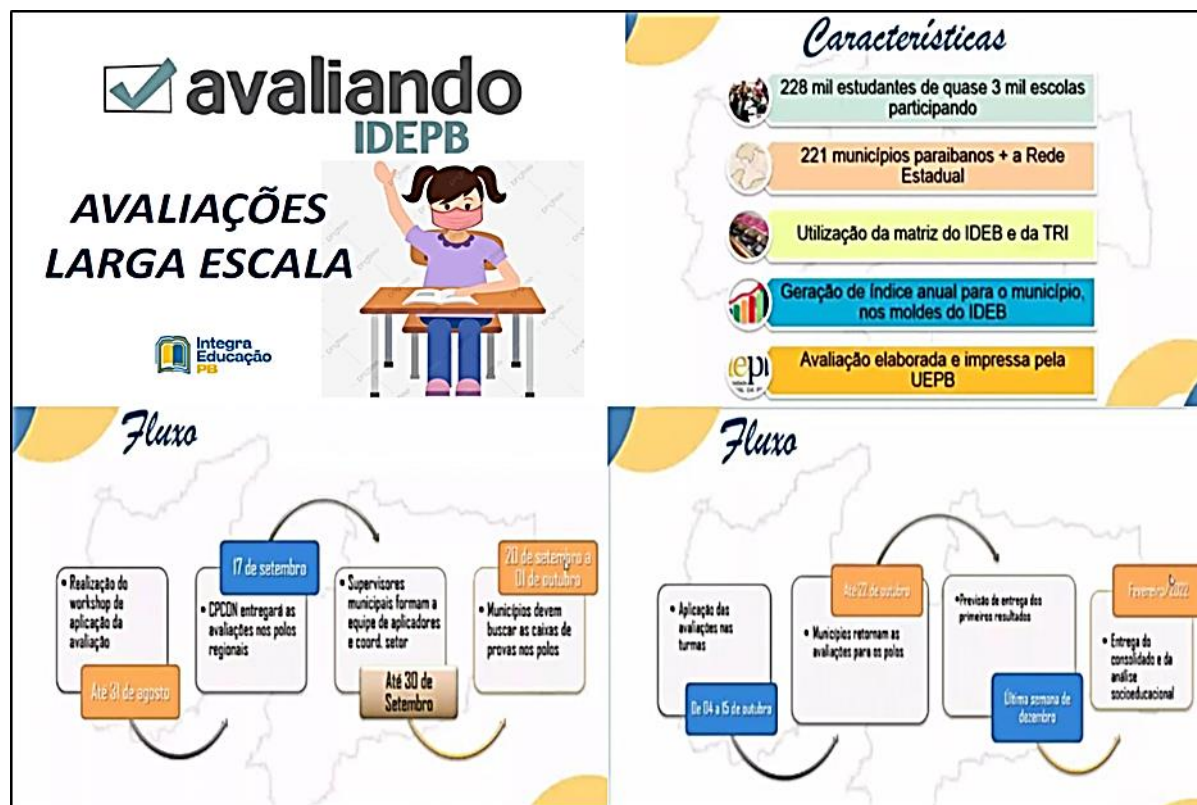 avaliando
IDEPB
AVALIAÇÕES
LARGA ESCALA
Integra
Educação
PB
Características
228 mil estudantes de quase 3 mil escolas
participando
221 municípios paraibanos + a Rede
Estadual
Utilização da matriz do IDEB e da TRI
Geração de índice anual para o município,
nos moldes do IDEB
Avaliação elaborada e impressa pela
UEPB
Fluxo
• Realização do
workshop de
aplicação da
avaliação
Até 31 de agosto
17 de setembro
• CPCON entregará as
avaliações nos polos
regionais
• Supervisores
municipais formam a
equipe de aplicadores
e coord. setor
Até 30 de
Setembro
20 de setembro a
01 de outubro
• Municípios devem
buscar as caixas de
provas nos polos
Fluxo
• Aplicação das
avaliações nas
turmas
De 04 a 15 de outubro
Até 22 de outubro
• Municípios retornam as
avaliações para os polos
• Previsão de entrega dos
primeiros resultados
Última semana de
dezembro
Fevereiro/2022
• Entrega do
consolidado e da
análise
socioeducacional